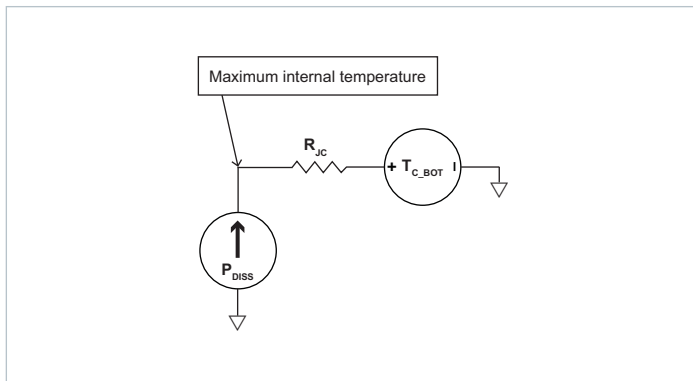 Maximum internal temperature
R_JC
+ T_C_BOT I
P_DISS